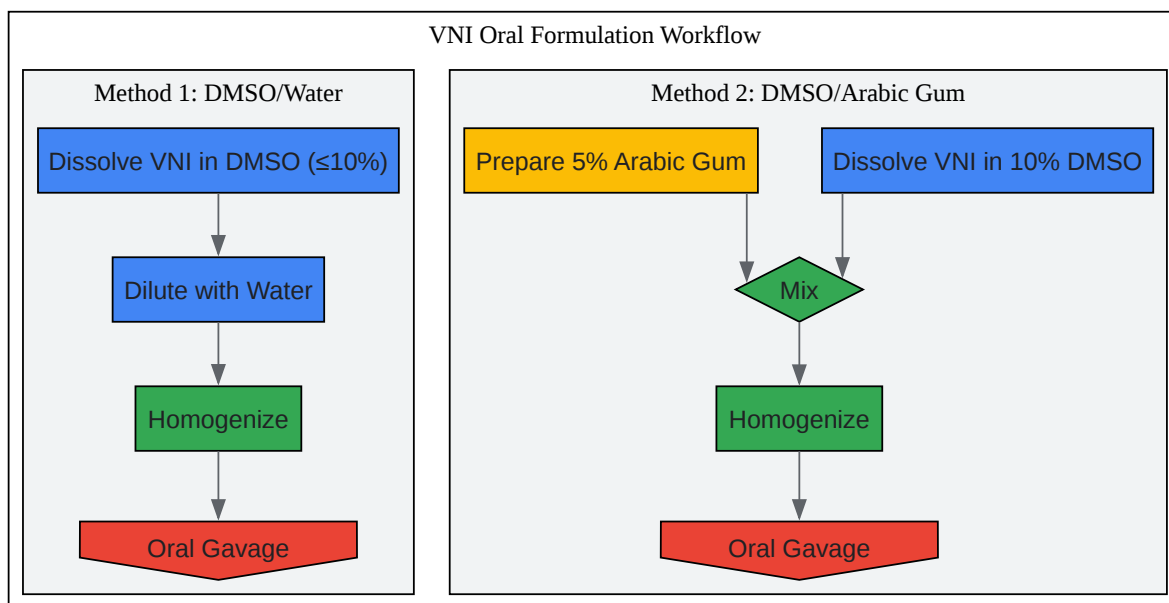 VNI Oral Formulation Workflow
Method 1: DMSO/Water
Dissolve VNI in DMSO (≤10%)
Dilute with Water
Homogenize
Oral Gavage
Method 2: DMSO/Arabic Gum
Prepare 5% Arabic Gum
Dissolve VNI in 10% DMSO
Mix
Homogenize
Oral Gavage